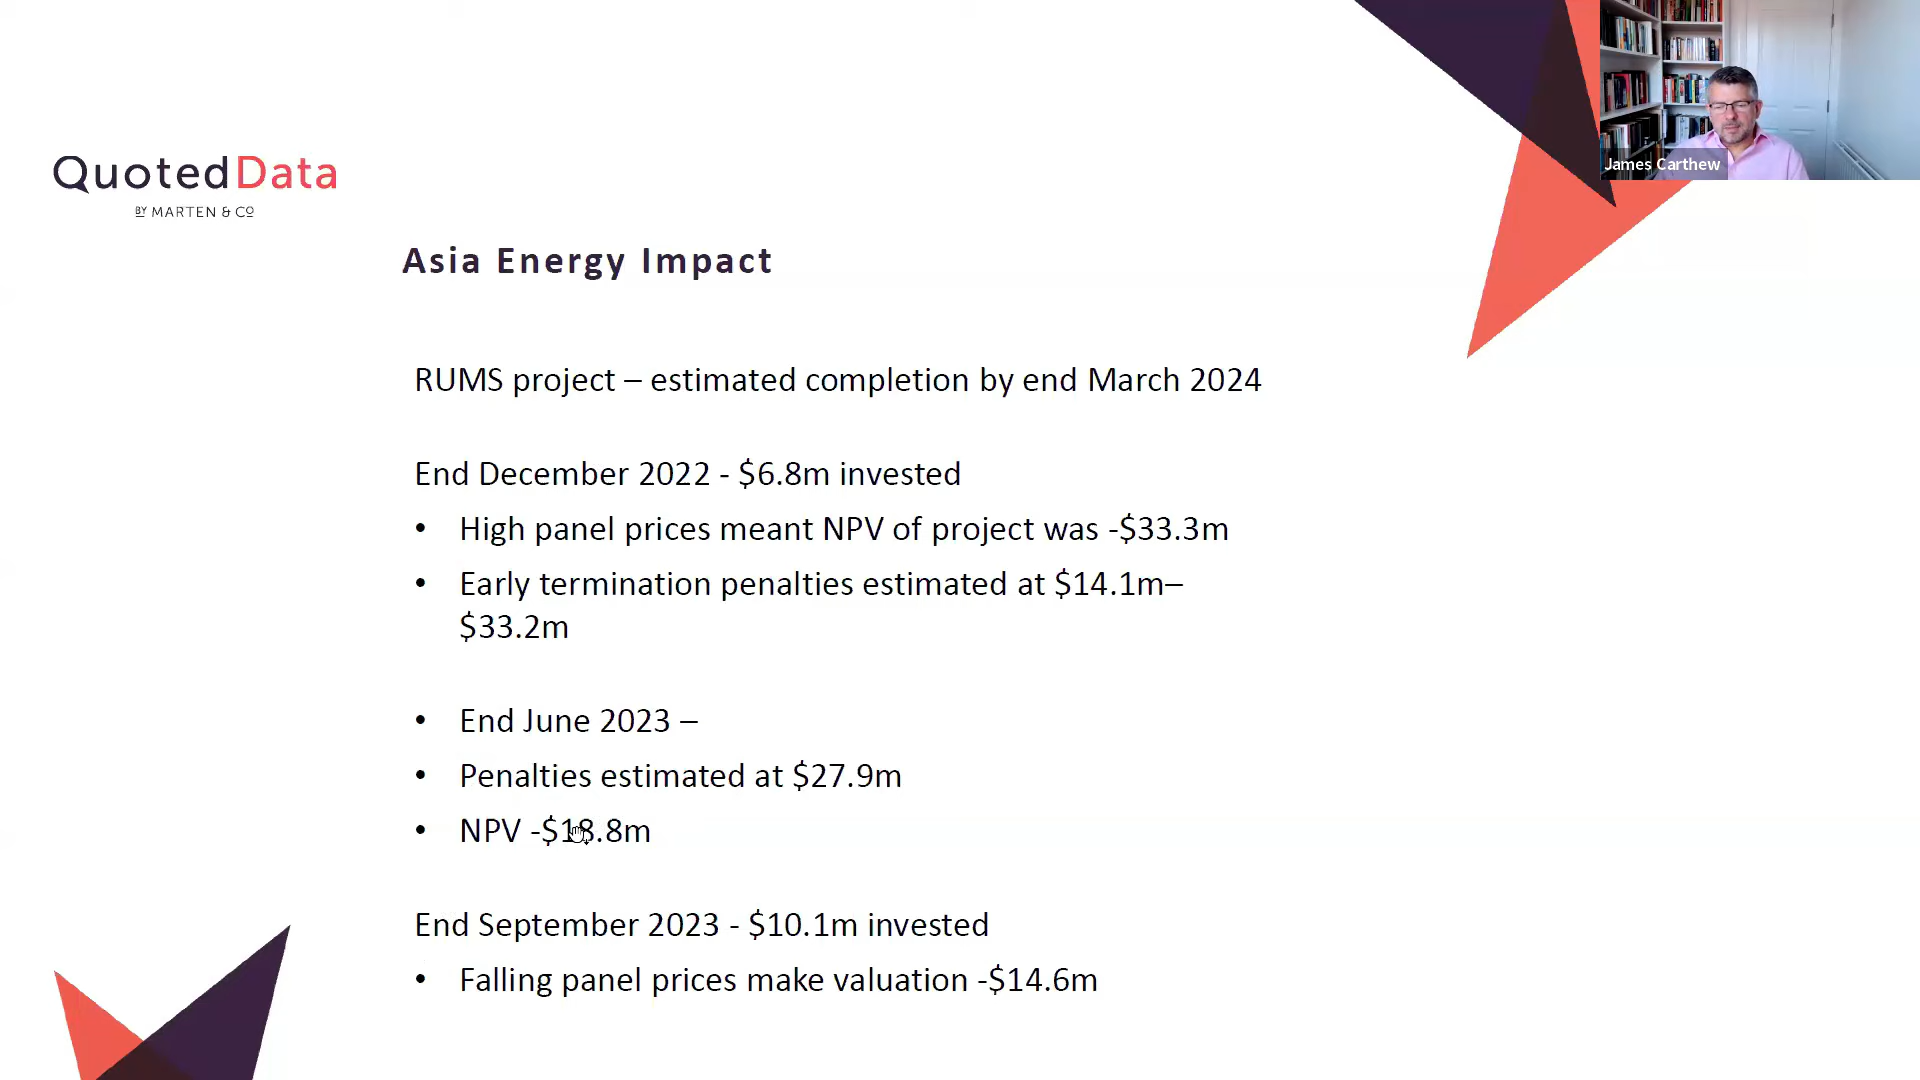 James Carthew
QuotedData
BY MARTEN & CO
Asia Energy Impact
RUMS project – estimated completion by end March 2024
End December 2022 - $6.8m invested
• High panel prices meant NPV of project was -$33.3m
• Early termination penalties estimated at $14.1m–
$33.2m
• End June 2023 –
• Penalties estimated at $27.9m
• NPV -$18.8m
End September 2023 - $10.1m invested
• Falling panel prices make valuation -$14.6m